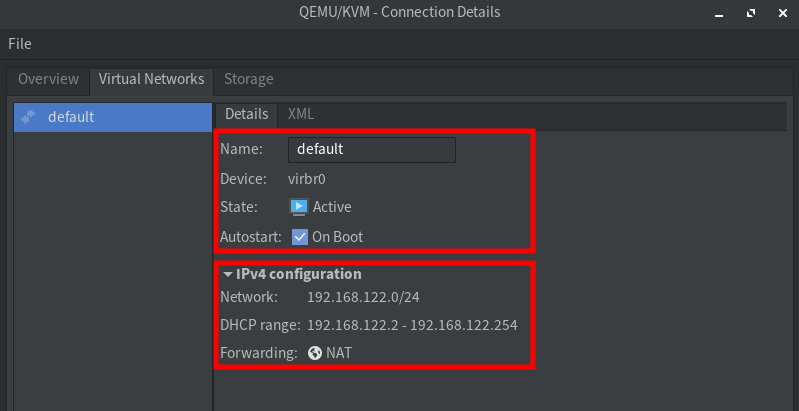 QEMU/KVM - Connection Details
File
Overview Virtual Networks Storage
default
Details XML
Name: default
Device: virbr0
State: Active
Autostart: On Boot
IPv4 configuration
Network: 192.168.122.0/24
DHCP range: 192.168.122.2 - 192.168.122.254
Forwarding: NAT